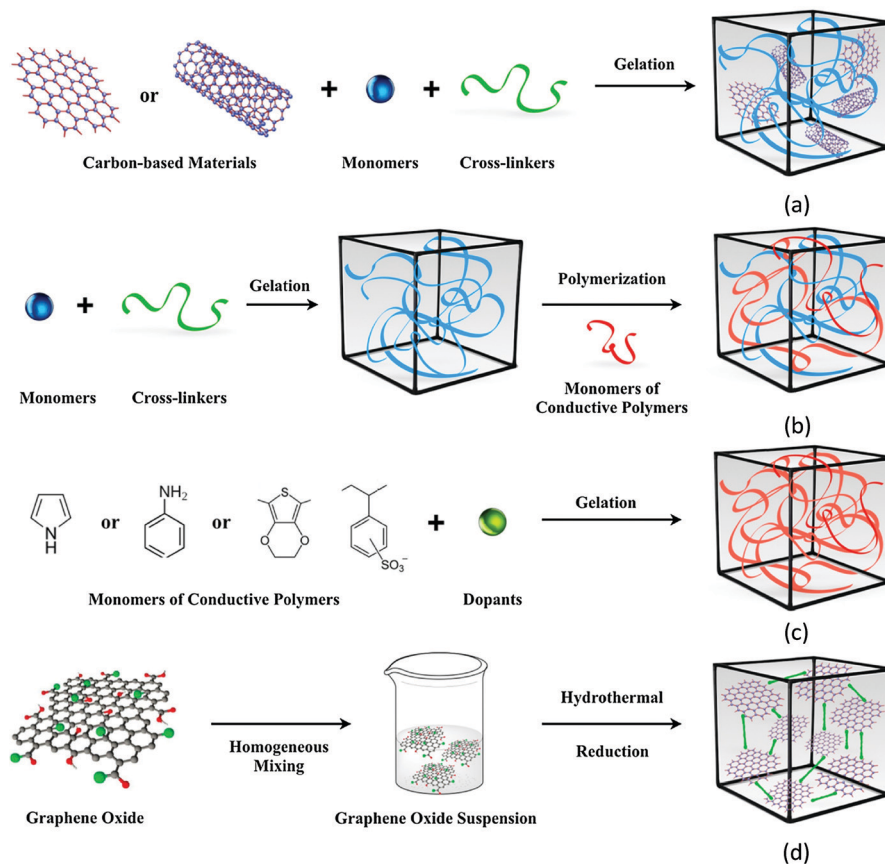 or
+
+
Gelation
Carbon-based Materials
Monomers
Cross-linkers
(a)
+
Gelation
Polymerization
Monomers
Cross-linkers
Monomers of
Conductive Polymers
(b)
N
H
or
NH₂
or
S
O
O
SO₃⁻
+
Gelation
Monomers of Conductive Polymers
Dopants
(c)
Homogeneous
Mixing
Hydrothermal
Reduction
Graphene Oxide
Graphene Oxide Suspension
(d)